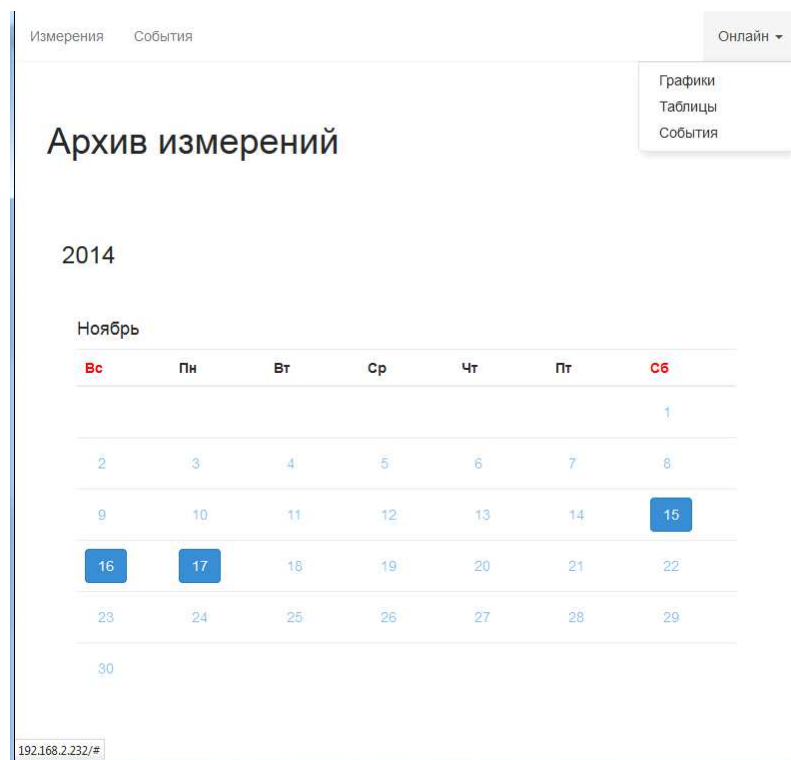 Измерения События Онлайн
Графики
Таблицы
События
Архив измерений
2014
Ноябрь
Вс Пн Вт Ср Чт Пт Сб
1
2 3 4 5 6 7 8
9 10 11 12 13 14 15
16 17 18 19 20 21 22
23 24 25 26 27 28 29
30
192.168.2.232/#